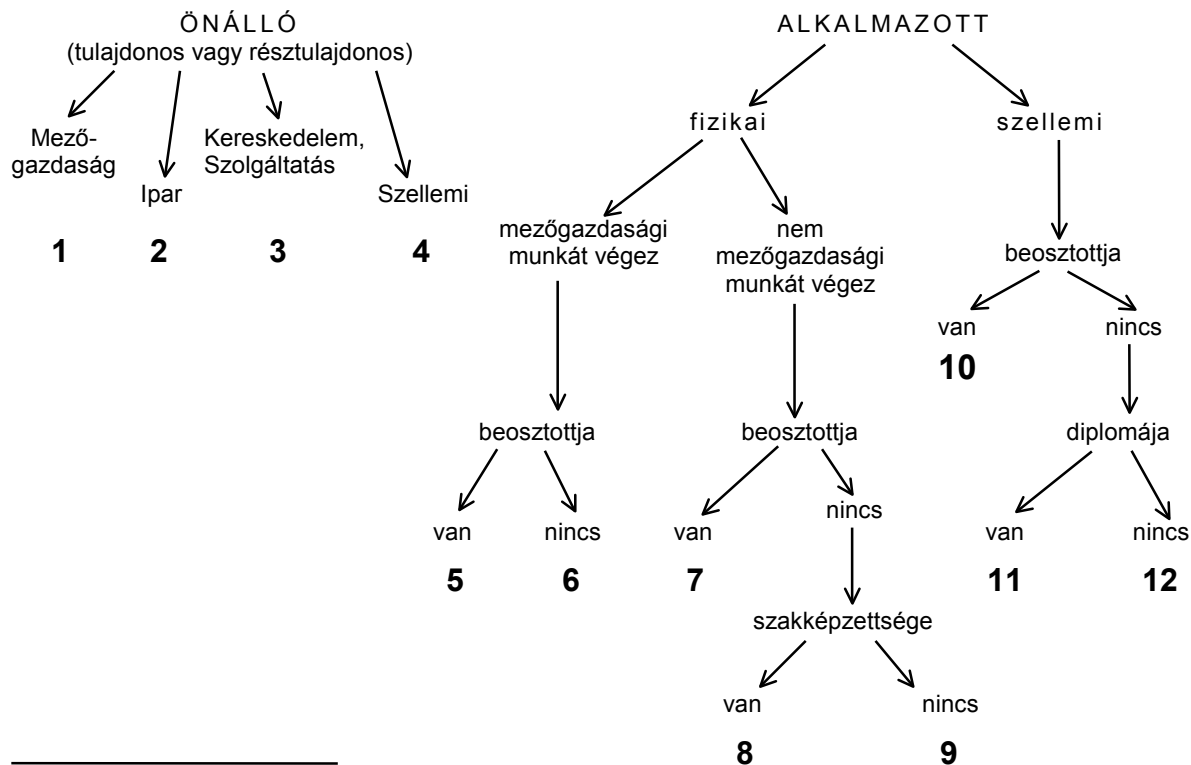 ÖNÁLLÓ
(tulajdonos vagy résztulajdonos)
Mező-
gazdaság
Ipar
Kereskedelem,
Szolgáltatás
Szellemi
1
2
3
4
ALKALMAZOTT
fizikai
szellemi
mezőgazdasági
munkát végez
nem
mezőgazdasági
munkát végez
beosztottja
van
10
nincs
beosztottja
beosztottja
diplomája
van
nincs
5
6
van
7
nincs
van
nincs
11
12
szakképzettsége
van
nincs
8
9